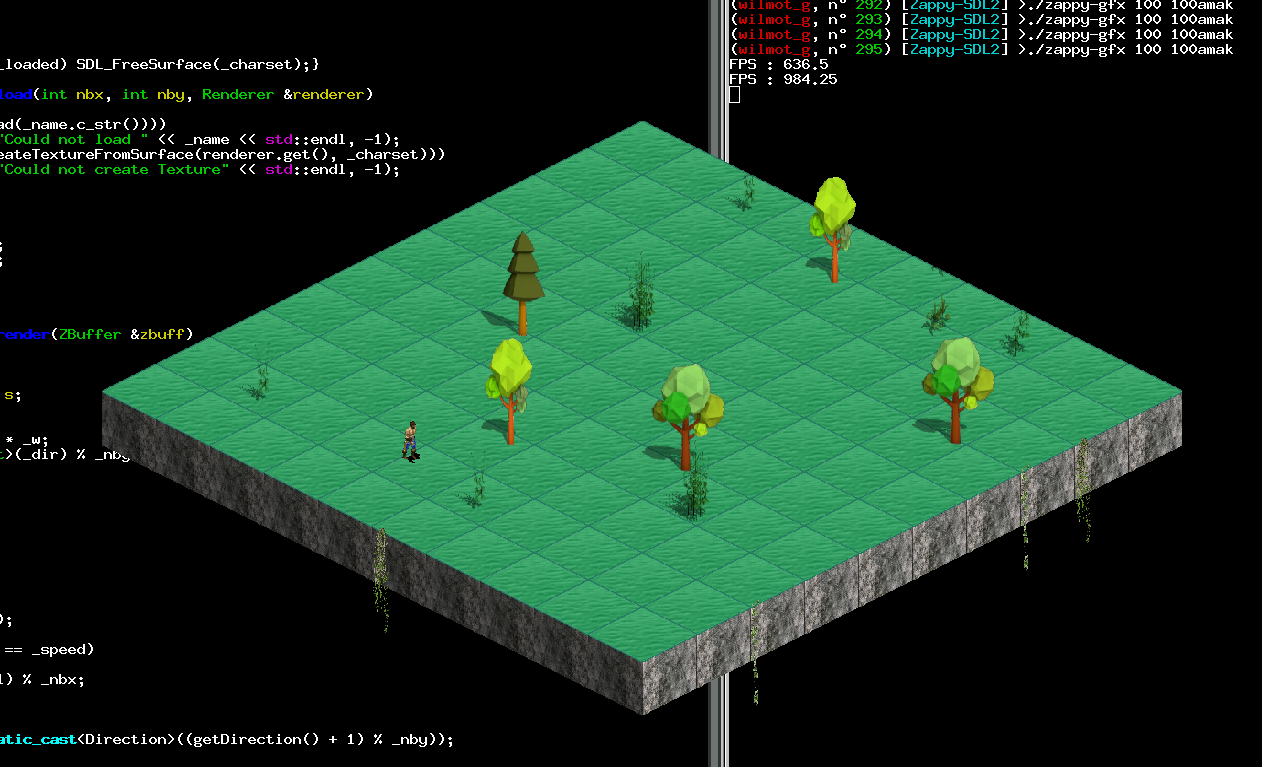 _loaded) SDL_FreeSurface(_charset);}
load(int nbx, int nby, Renderer &renderer)
ad(_name.c_str())))
"Could not load " << _name << std::endl, -1);
eateTextureFromSurface(renderer.get(), _charset)))
"Could not create Texture" << std::endl, -1);
;
;
render(ZBuffer &zbuff)
s;
* _w;
t>(_dir) % _nby
);
== _speed)
1) % _nbx;
atic_cast<Direction>((getDirection() + 1) % _nby));
(wilmot_g, n° 292) [Zappy-SDL2] >./zappy-gfx 100 100amak
(wilmot_g, n° 293) [Zappy-SDL2] >./zappy-gfx 100 100amak
(wilmot_g, n° 294) [Zappy-SDL2] >./zappy-gfx 100 100amak
(wilmot_g, n° 295) [Zappy-SDL2] >./zappy-gfx 100 100amak
FPS : 636.5
FPS : 984.25